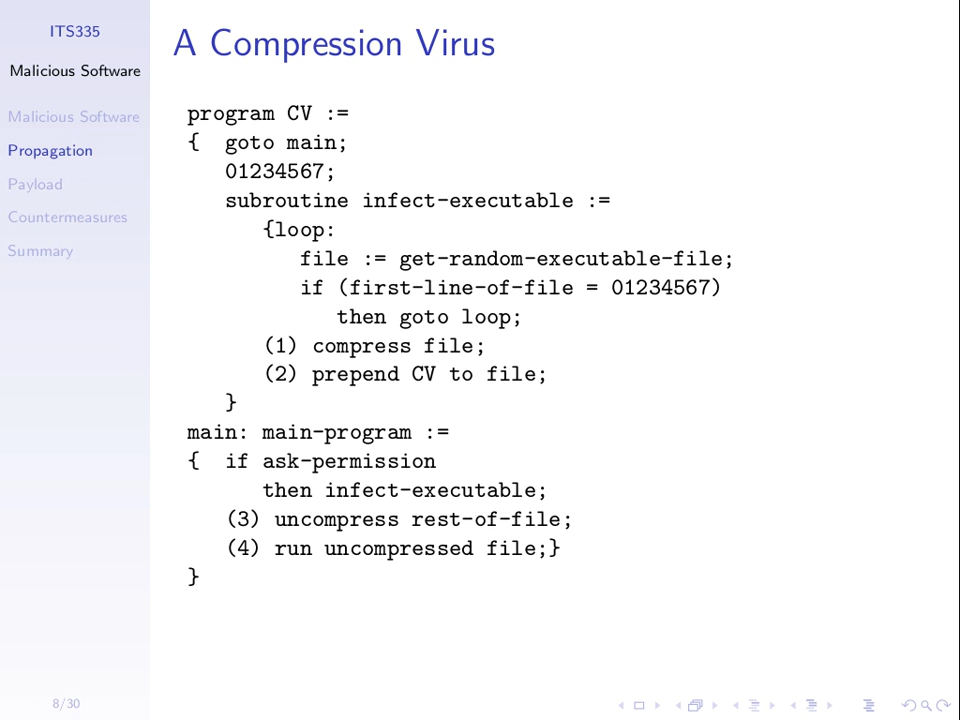 ITS335
Malicious Software
Malicious Software
Propagation
Payload
Countermeasures
Summary
A Compression Virus
program CV :=
{  goto main;
   01234567;
   subroutine infect-executable :=
      {loop:
         file := get-random-executable-file;
         if (first-line-of-file = 01234567)
            then goto loop;
      (1) compress file;
      (2) prepend CV to file;
   }
main: main-program :=
{  if ask-permission
      then infect-executable;
   (3) uncompress rest-of-file;
   (4) run uncompressed file;}
}
8/30